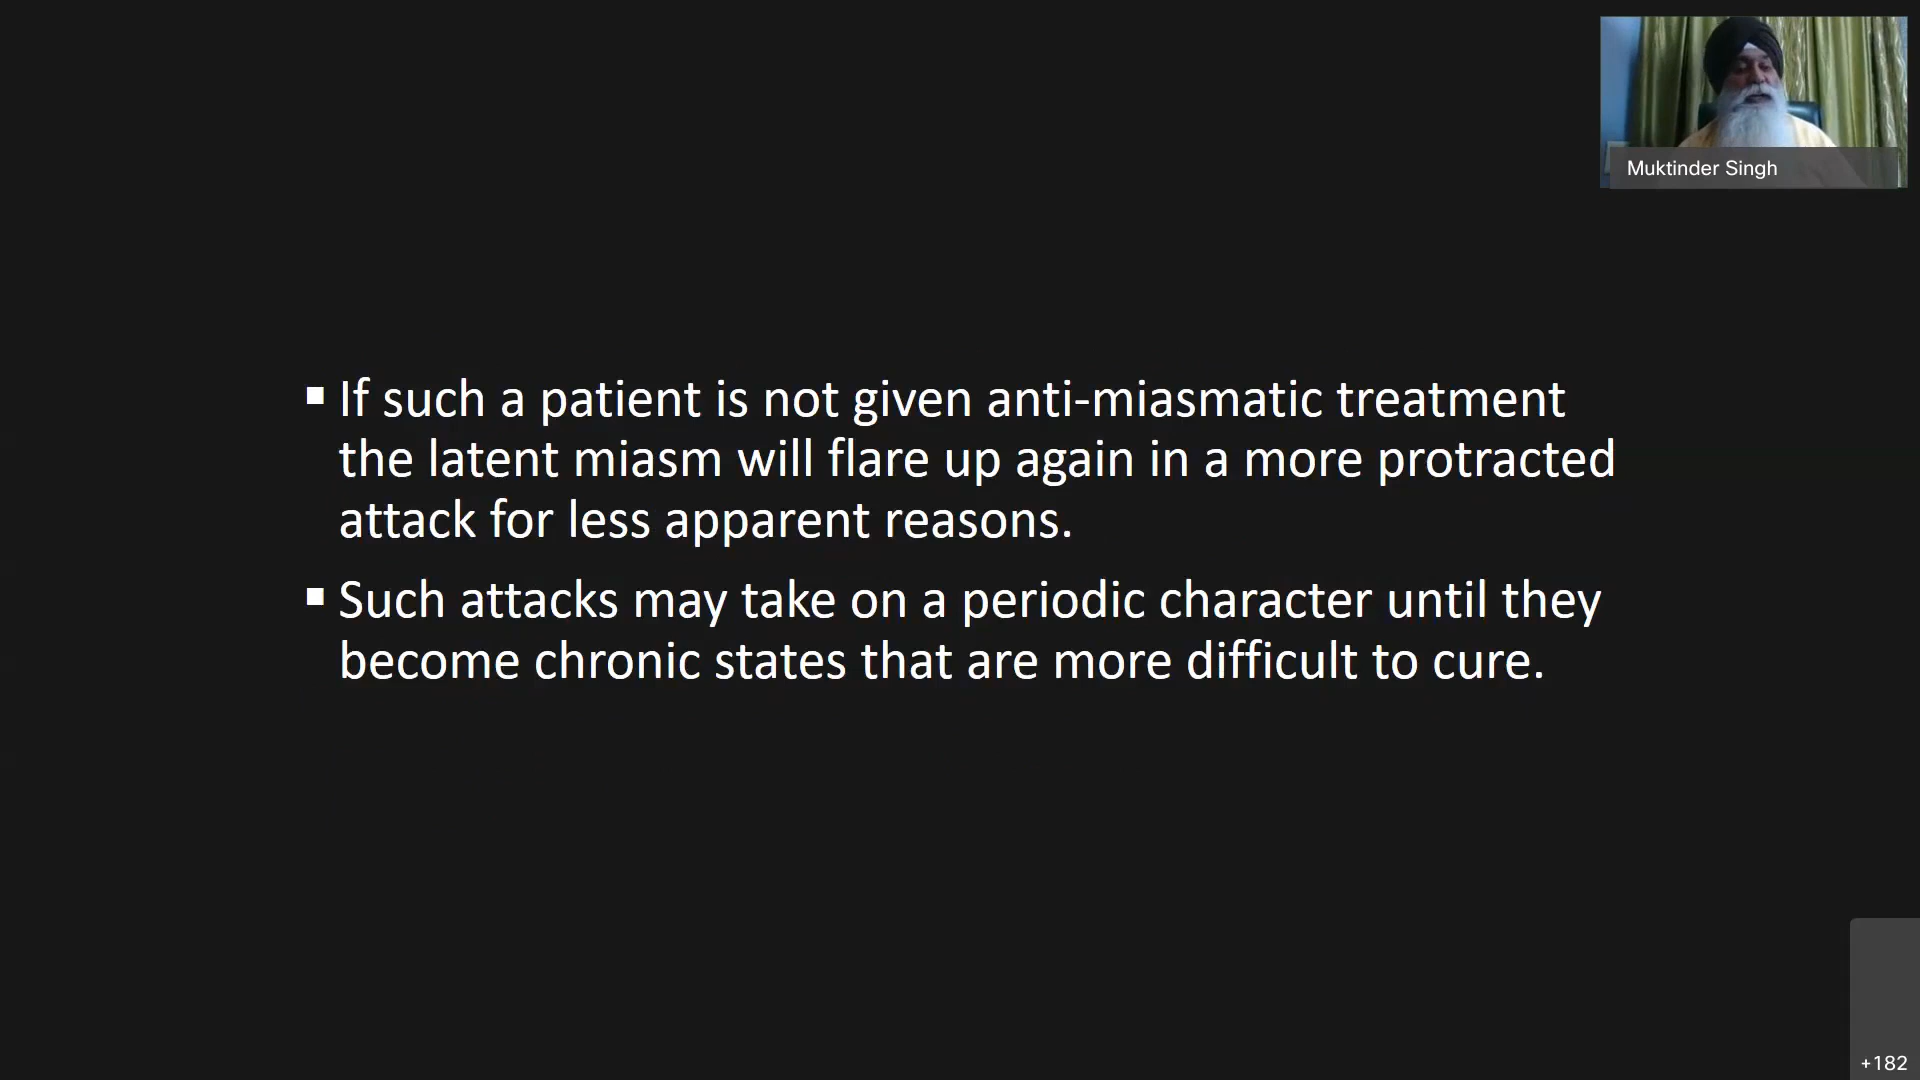 Muktinder Singh
▪ If such a patient is not given anti-miasmatic treatment
the latent miasm will flare up again in a more protracted
attack for less apparent reasons.
▪ Such attacks may take on a periodic character until they
become chronic states that are more difficult to cure.
+182